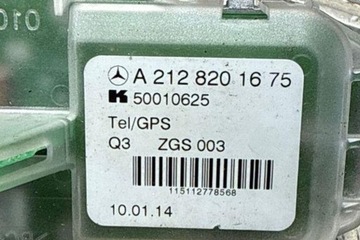 A 212 820 16 75
K 50010625
Tel/GPS
Q3 ZGS 003
115112778568
10.01.14